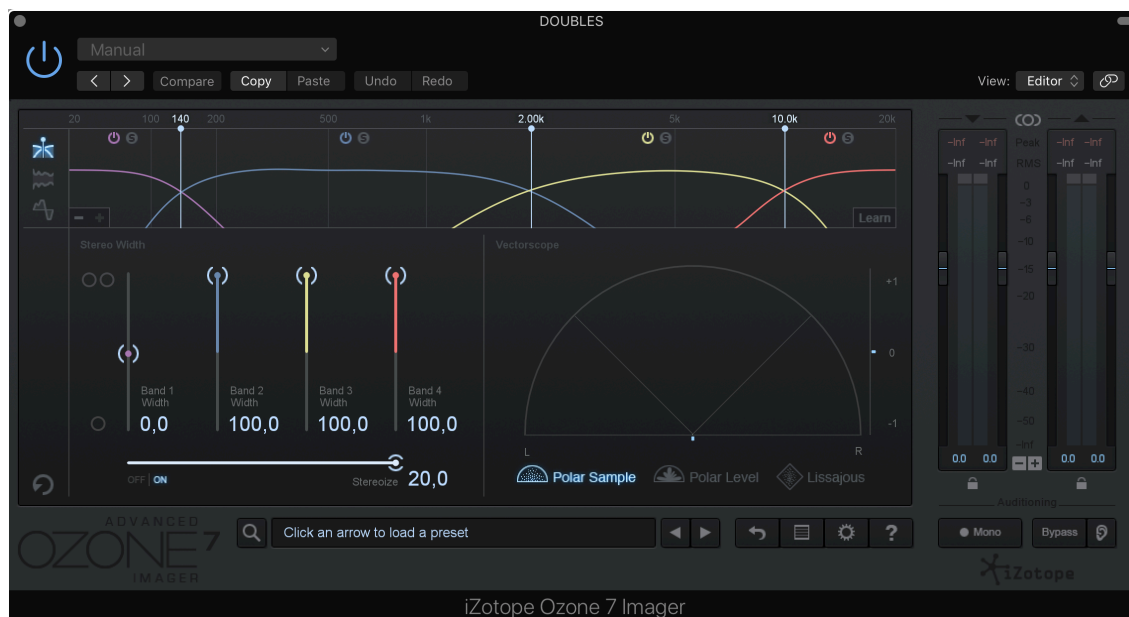 DOUBLES
Manual
Compare Copy Paste Undo Redo View: Editor
20 100 140 200 500 1k 2.00k 5k 10.0k 20k
S S S S
Learn
-Inf -Inf Peak -Inf -Inf
-Inf -Inf RMS -Inf -Inf
0
-3
-6
-10
-15
-20
-30
-40
-50
-Inf
0.0 0.0 0.0 0.0
Stereo Width
Band 1 Width 0,0
Band 2 Width 100,0
Band 3 Width 100,0
Band 4 Width 100,0
OFF | ON Stereoize 20,0
Vectorscope
+1
0
-1
L R
Polar Sample Polar Level Lissajous
Auditioning
ADVANCED
OZONE 7
IMAGER
Click an arrow to load a preset
?
Mono Bypass
iZotope
iZotope Ozone 7 Imager